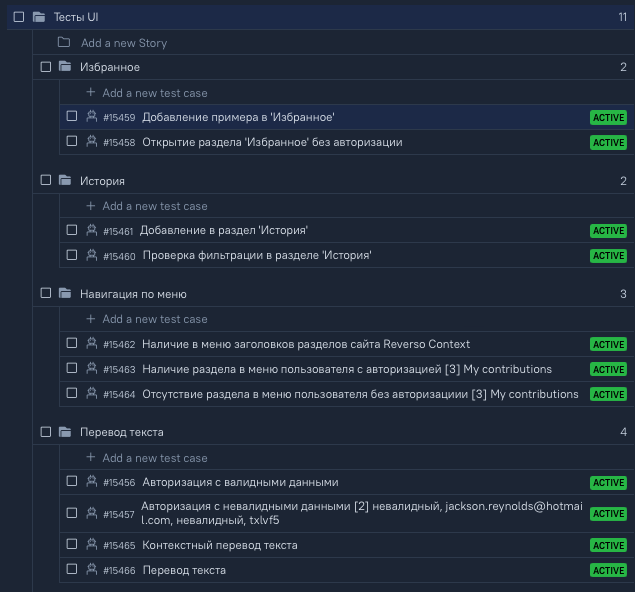 Тесты UI 11
Add a new Story
Избранное 2
+ Add a new test case
#15459 Добавление примера в 'Избранное' ACTIVE
#15458 Открытие раздела 'Избранное' без авторизации ACTIVE
История 2
+ Add a new test case
#15461 Добавление в раздел 'История' ACTIVE
#15460 Проверка фильтрации в разделе 'История' ACTIVE
Навигация по меню 3
+ Add a new test case
#15462 Наличие в меню заголовков разделов сайта Reverso Context ACTIVE
#15463 Наличие раздела в меню пользователя с авторизацией [3] My contributions ACTIVE
#15464 Отсутствие раздела в меню пользователя без авторизациии [3] My contributions ACTIVE
Перевод текста 4
+ Add a new test case
#15456 Авторизация с валидными данными ACTIVE
#15457 Авторизация с невалидными данными [2] невалидный, jackson.reynolds@hotmai
l.com, невалидный, txlvf5 ACTIVE
#15465 Контекстный перевод текста ACTIVE
#15466 Перевод текста ACTIVE